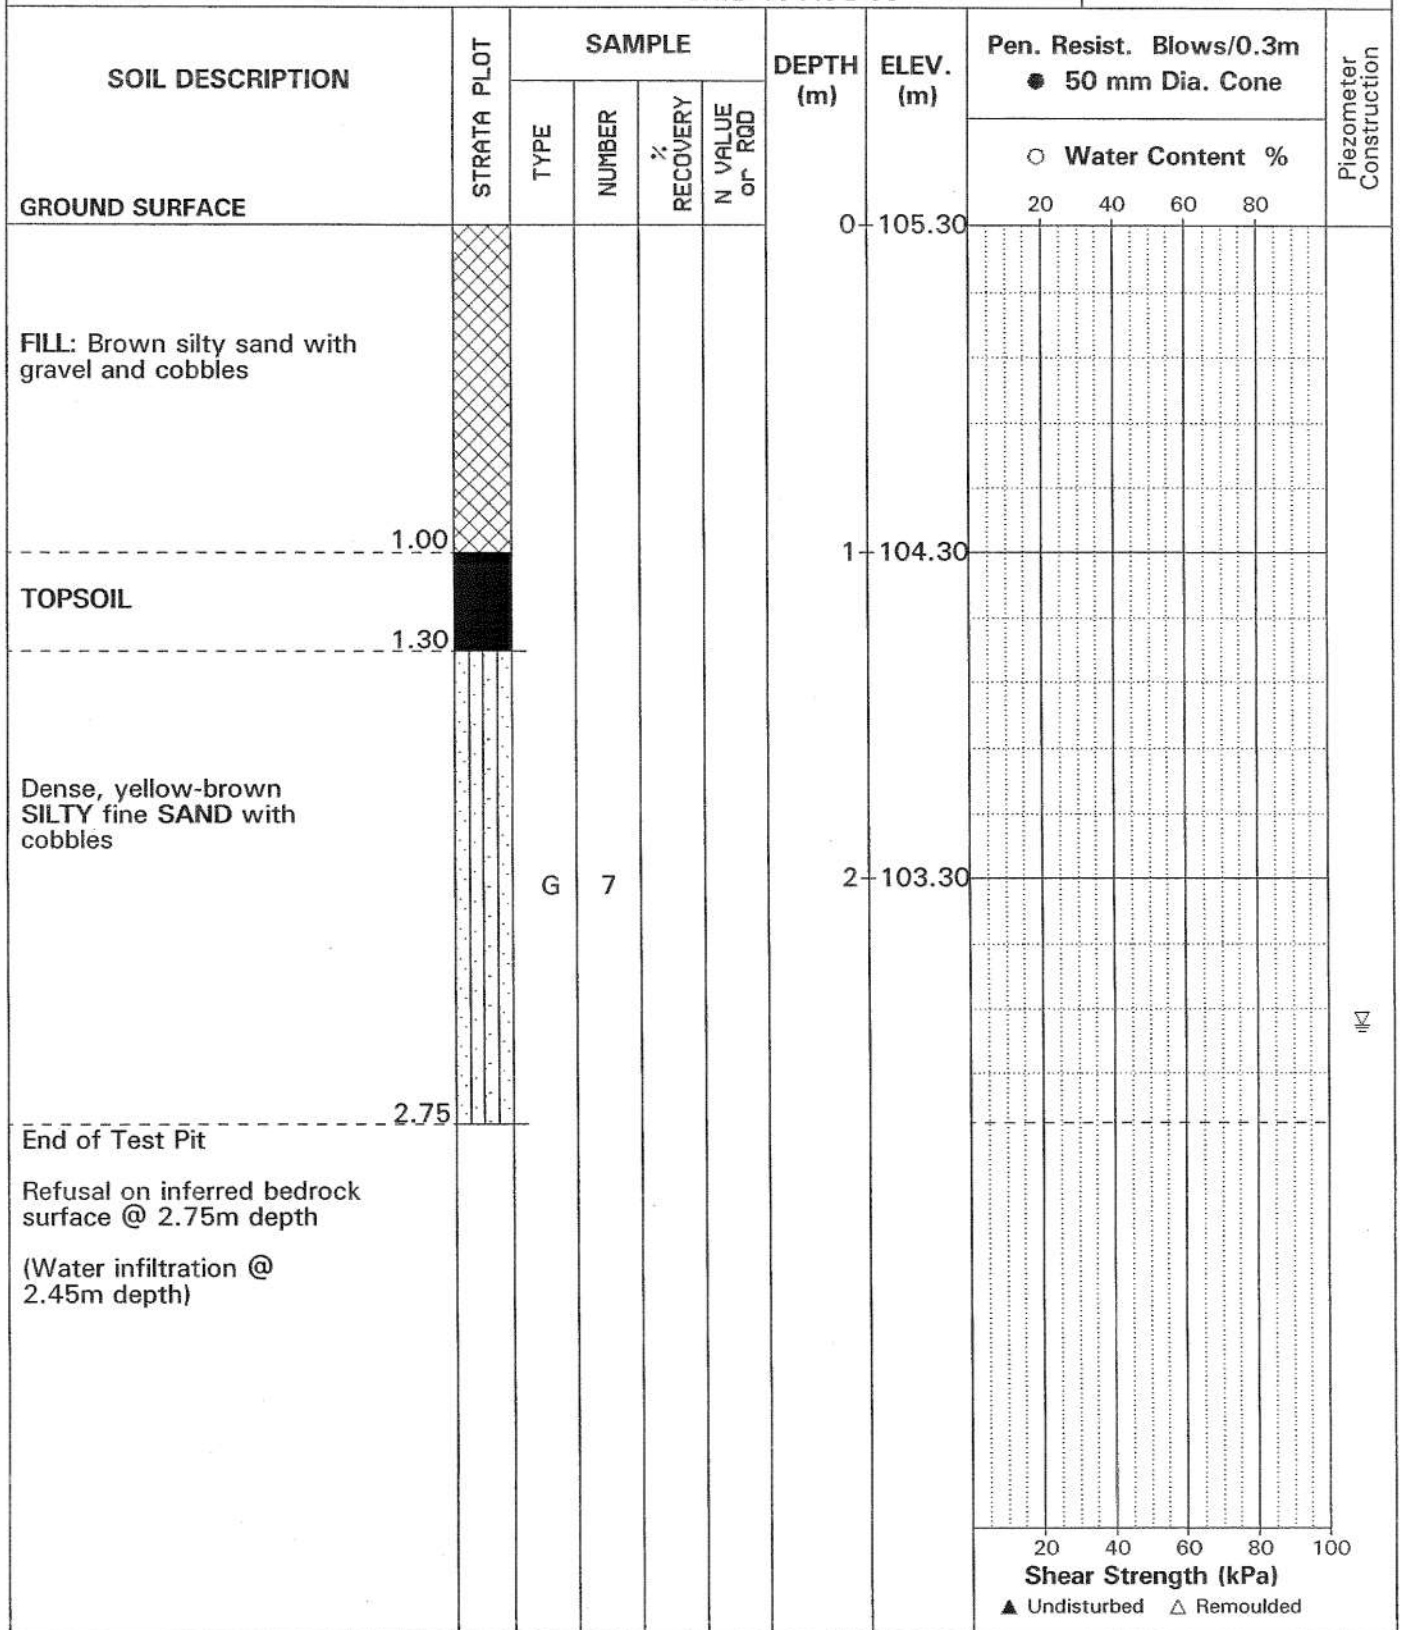 SOIL DESCRIPTION
GROUND SURFACE
STRATA PLOT
SAMPLE
TYPE
NUMBER
%
RECOVERY
N VALUE
or RQD
DEPTH
(m)
ELEV.
(m)
Pen. Resist. Blows/0.3m
● 50 mm Dia. Cone
○ Water Content %
20 40 60 80
Piezometer
Construction
0 105.30
FILL: Brown silty sand with
gravel and cobbles
1.00
1 104.30
TOPSOIL
1.30
Dense, yellow-brown
SILTY fine SAND with
cobbles
G 7
2 103.30
2.75
End of Test Pit
Refusal on inferred bedrock
surface @ 2.75m depth
(Water infiltration @
2.45m depth)
20 40 60 80 100
Shear Strength (kPa)
▲ Undisturbed △ Remoulded